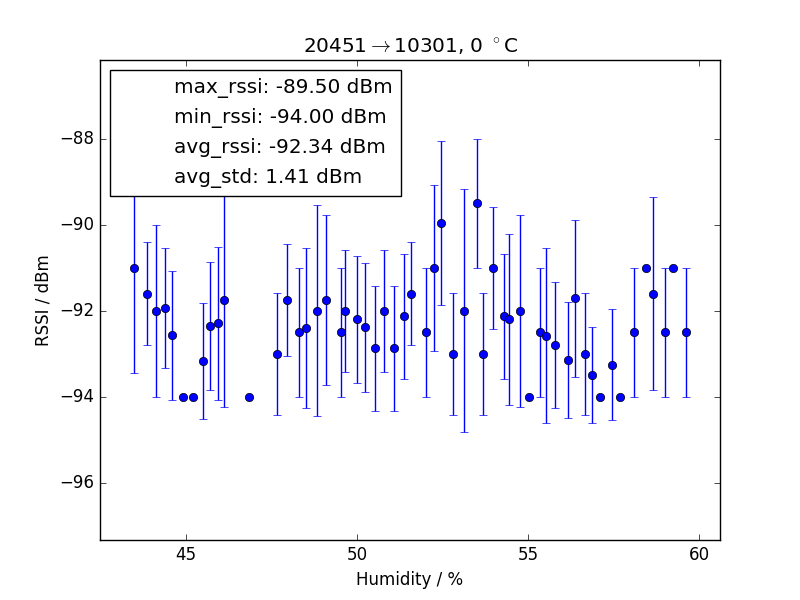 20451→10301, 0 °C
max_rssi: -89.50 dBm
min_rssi: -94.00 dBm
avg_rssi: -92.34 dBm
avg_std: 1.41 dBm
−88
−90
−92
−94
−96
RSSI / dBm
45 50 55 60
Humidity / %